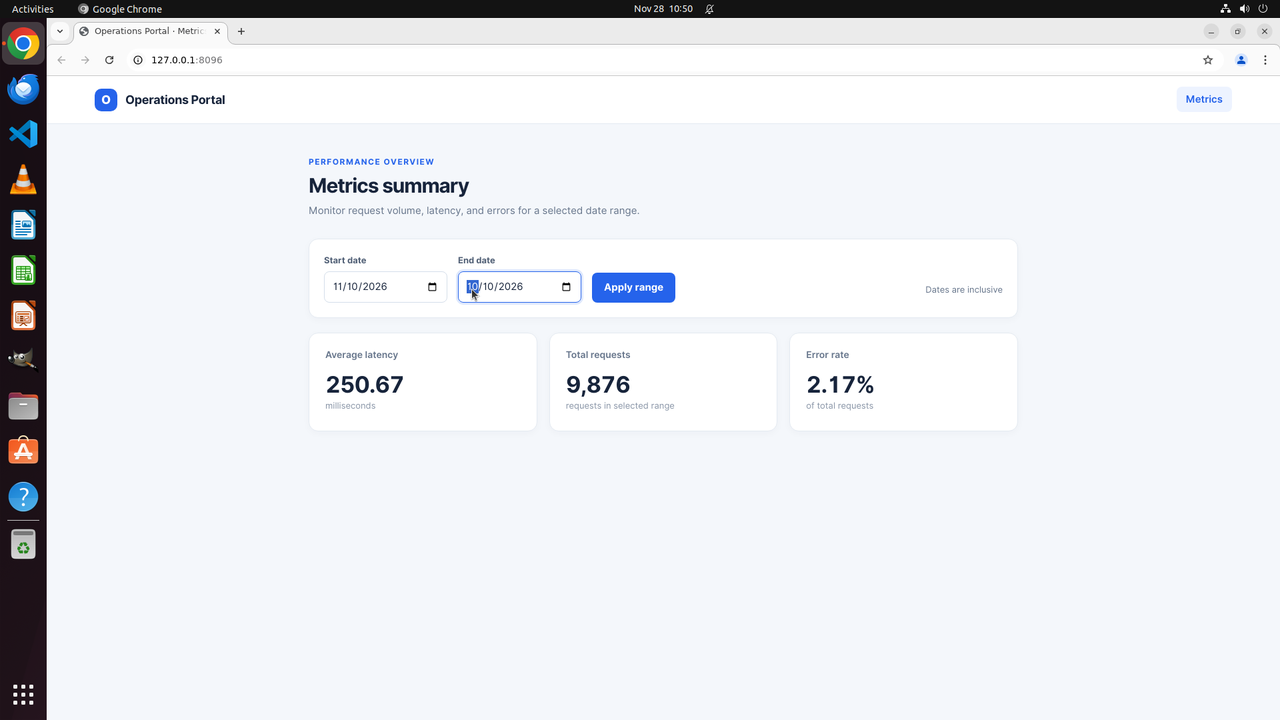 Activities
Google Chrome
Nov 28 10:50
Operations Portal · Metric
127.0.0.1:8096
O
Operations Portal
Metrics
PERFORMANCE OVERVIEW
Metrics summary
Monitor request volume, latency, and errors for a selected date range.
Start date
End date
11/10/2026
10/10/2026
Apply range
Dates are inclusive
Average latency
250.67
milliseconds
Total requests
9,876
requests in selected range
Error rate
2.17%
of total requests